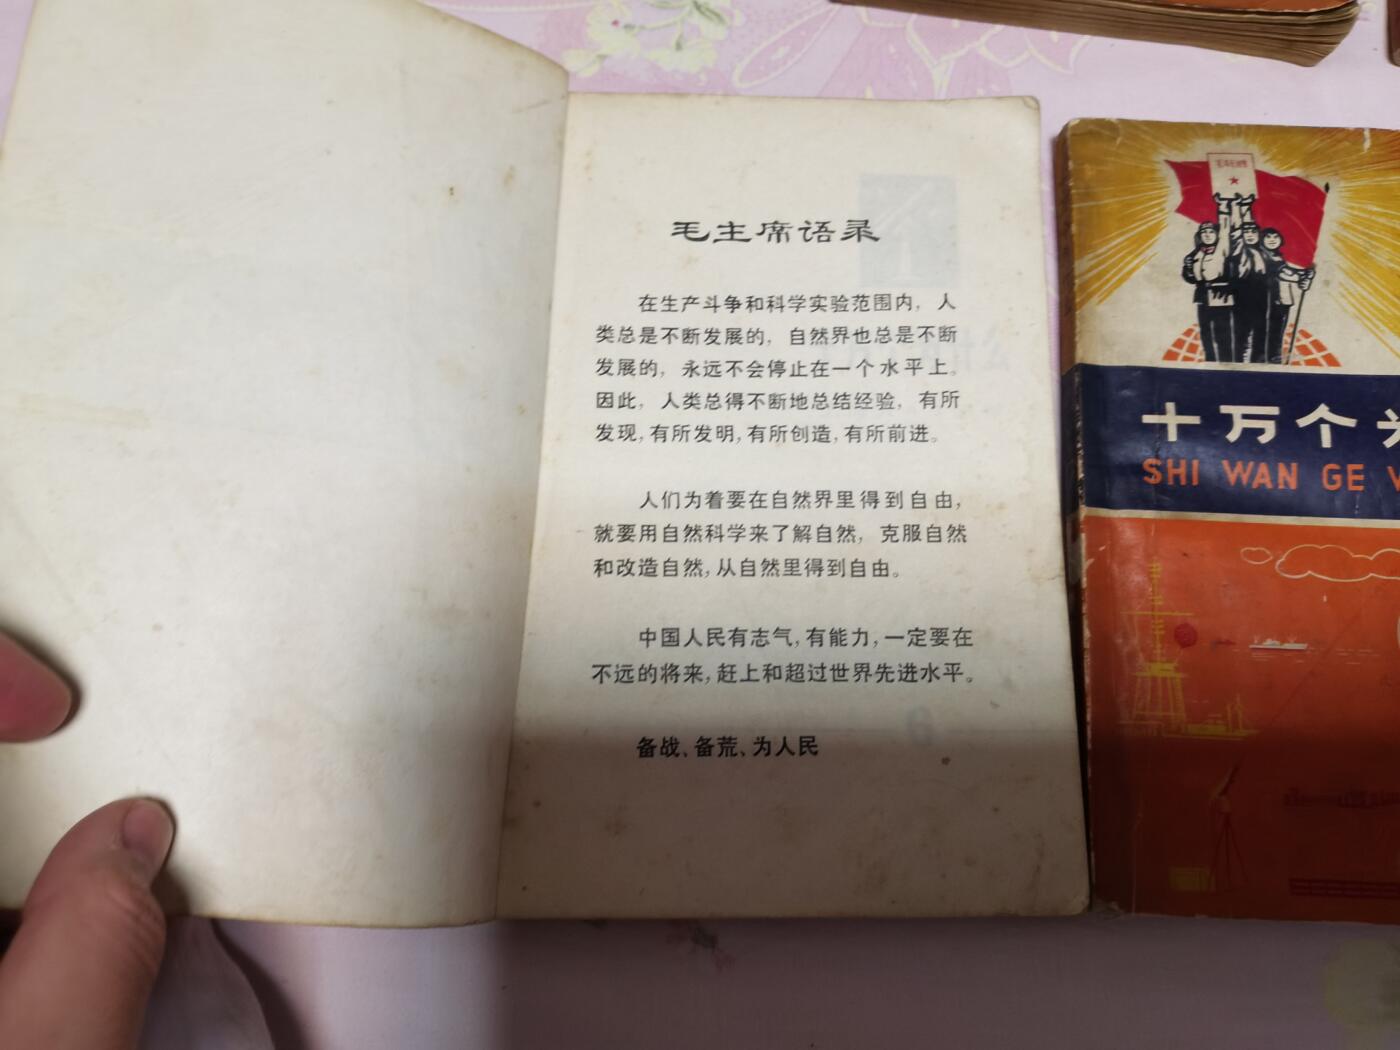 毛主席语录
在生产斗争和科学实验范围内，人
类总是不断发展的，自然界也总是不断
发展的，永远不会停止在一个水平上。
因此，人类总得不断地总结经验，有所
发现，有所发明，有所创造，有所前进。
人们为着要在自然界里得到自由，
就要用自然科学来了解自然，克服自然
和改造自然，从自然里得到自由。
中国人民有志气，有能力，一定要在
不远的将来，赶上和超过世界先进水平。
备战、备荒、为人民
十万个
SHI WAN GE